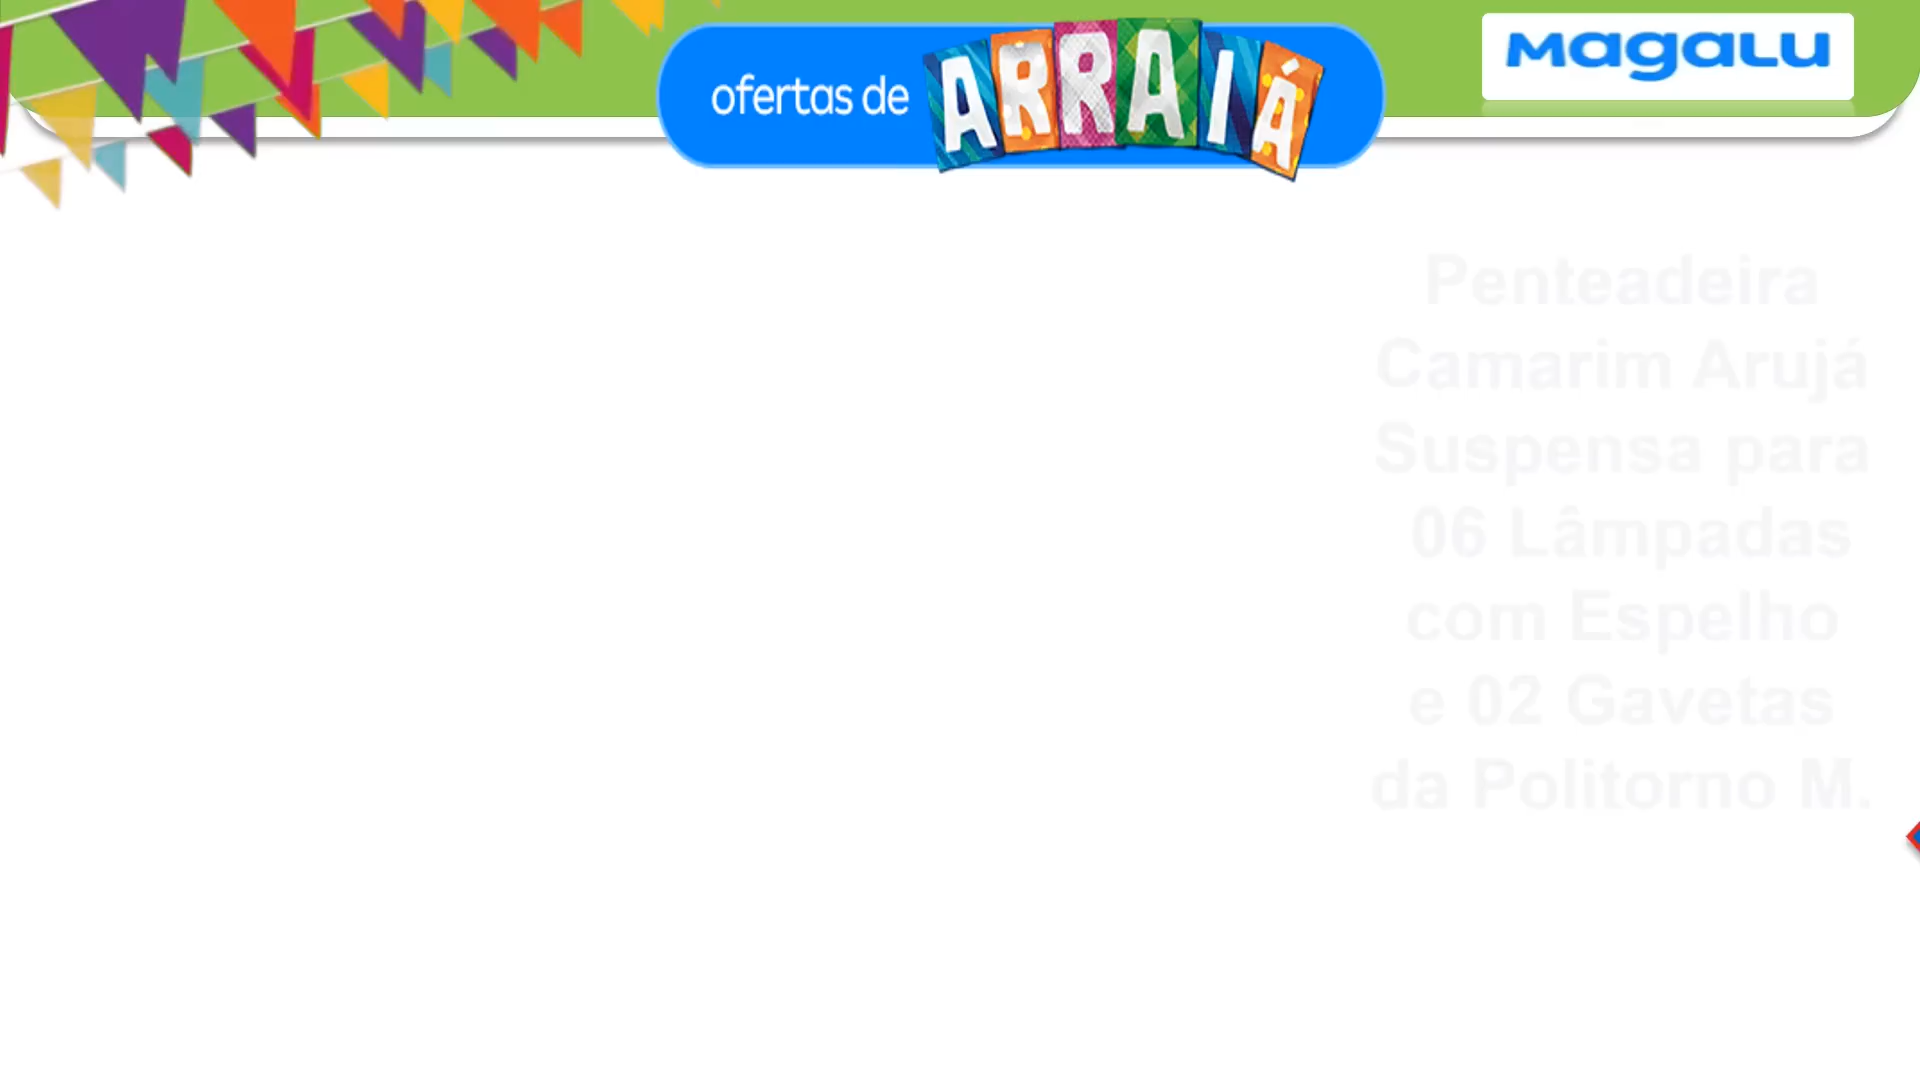 ofertas de ARRAIÁ
Magalu
Penteadeira
Camarim Arujá
Suspensa para
06 Lâmpadas
com Espelho
e 02 Gavetas
da Politorno M.